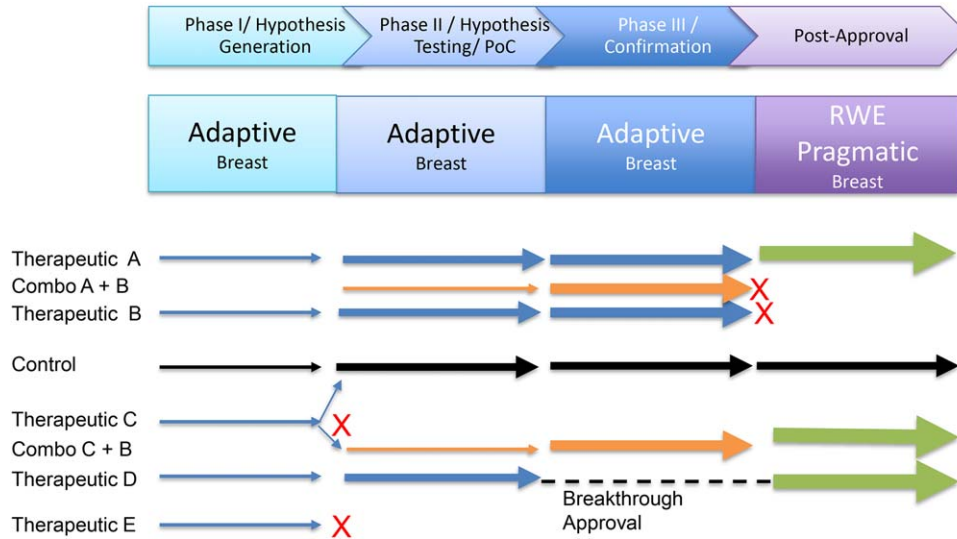 Phase I/ Hypothesis
Generation
Phase II / Hypothesis
Testing/ PoC
Phase III /
Confirmation
Post-Approval
Adaptive
Breast
Adaptive
Breast
Adaptive
Breast
RWE
Pragmatic
Breast
Therapeutic A
Combo A + B
X
Therapeutic B
X
Control
Therapeutic C
X
Combo C + B
Therapeutic D
Breakthrough
Approval
Therapeutic E
X